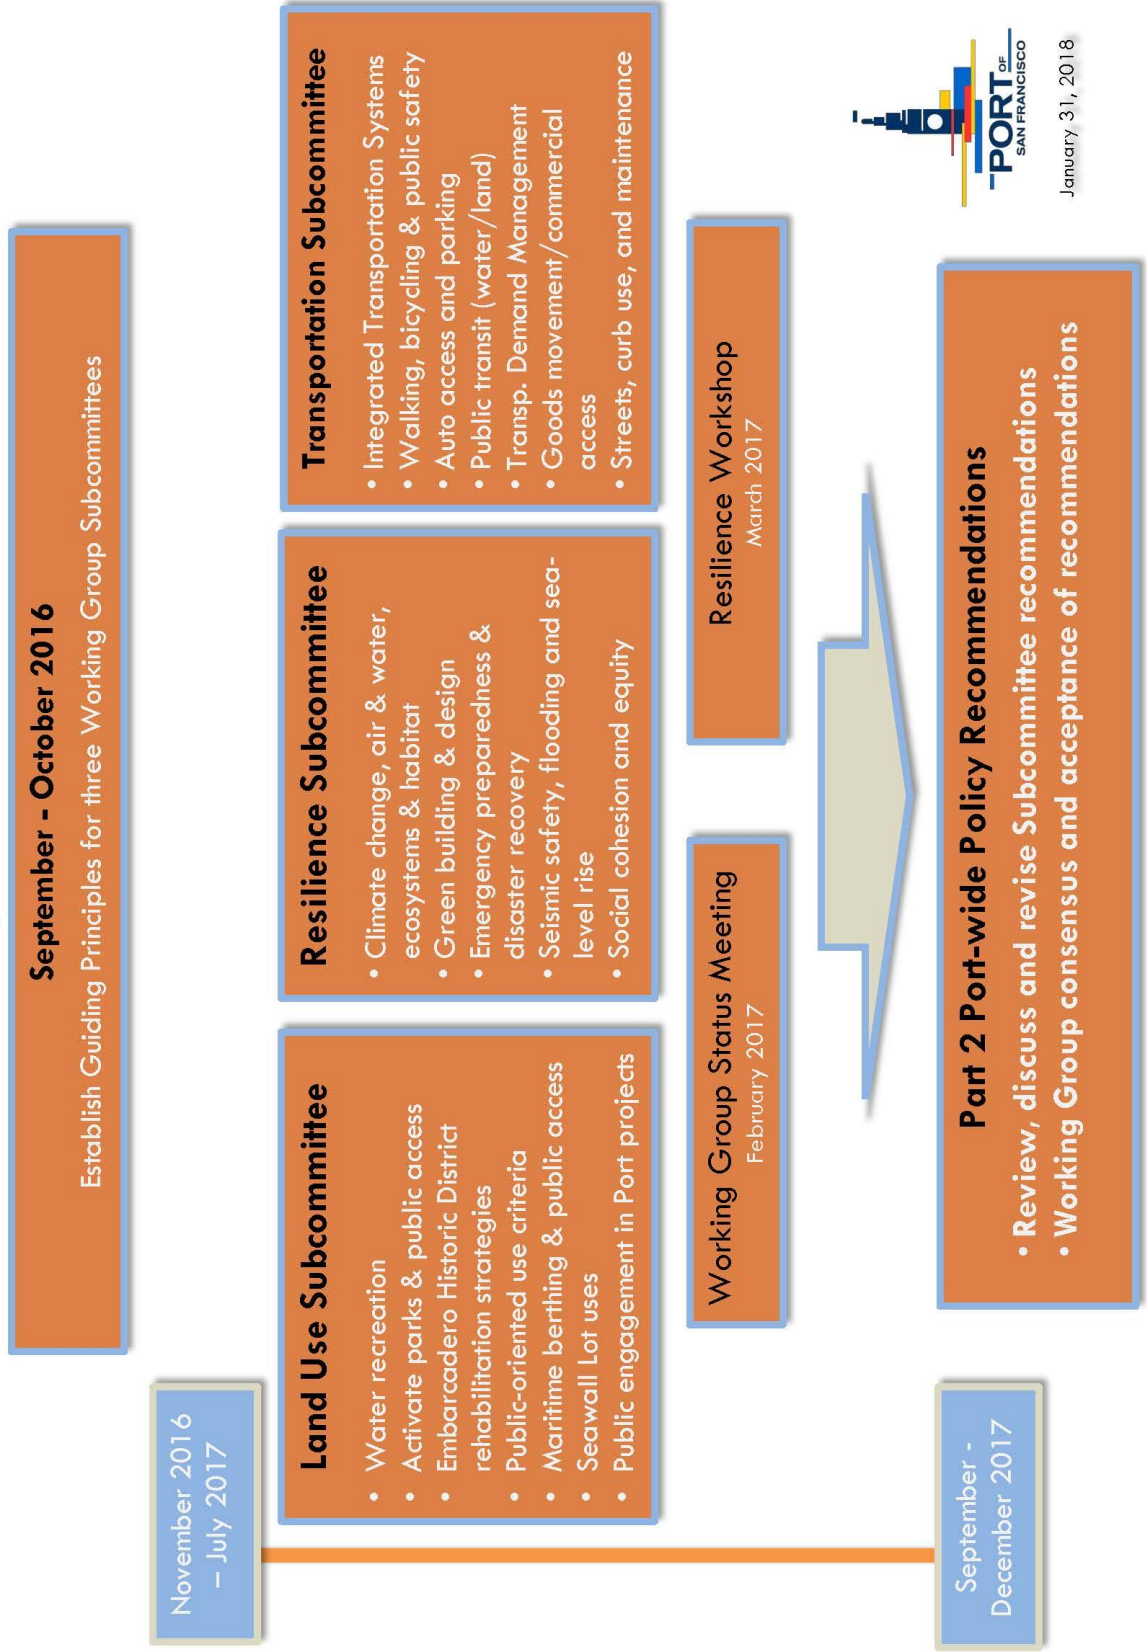 September - October 2016
Establish Guiding Principles for three Working Group Subcommittees
November 2016
– July 2017
Land Use Subcommittee
• Water recreation
• Activate parks & public access
• Embarcadero Historic District
rehabilitation strategies
• Public-oriented use criteria
• Maritime berthing & public access
• Seawall Lot uses
• Public engagement in Port projects
Resilience Subcommittee
• Climate change, air & water,
ecosystems & habitat
• Green building & design
• Emergency preparedness &
disaster recovery
• Seismic safety, flooding and sea-
level rise
• Social cohesion and equity
Transportation Subcommittee
• Integrated Transportation Systems
• Walking, bicycling & public safety
• Auto access and parking
• Public transit (water/land)
• Transp. Demand Management
• Goods movement/commercial
access
• Streets, curb use, and maintenance
Working Group Status Meeting
February 2017
Resilience Workshop
March 2017
September -
December 2017
Part 2 Port-wide Policy Recommendations
• Review, discuss and revise Subcommittee recommendations
• Working Group consensus and acceptance of recommendations
PORT OF
SAN FRANCISCO
January 31, 2018